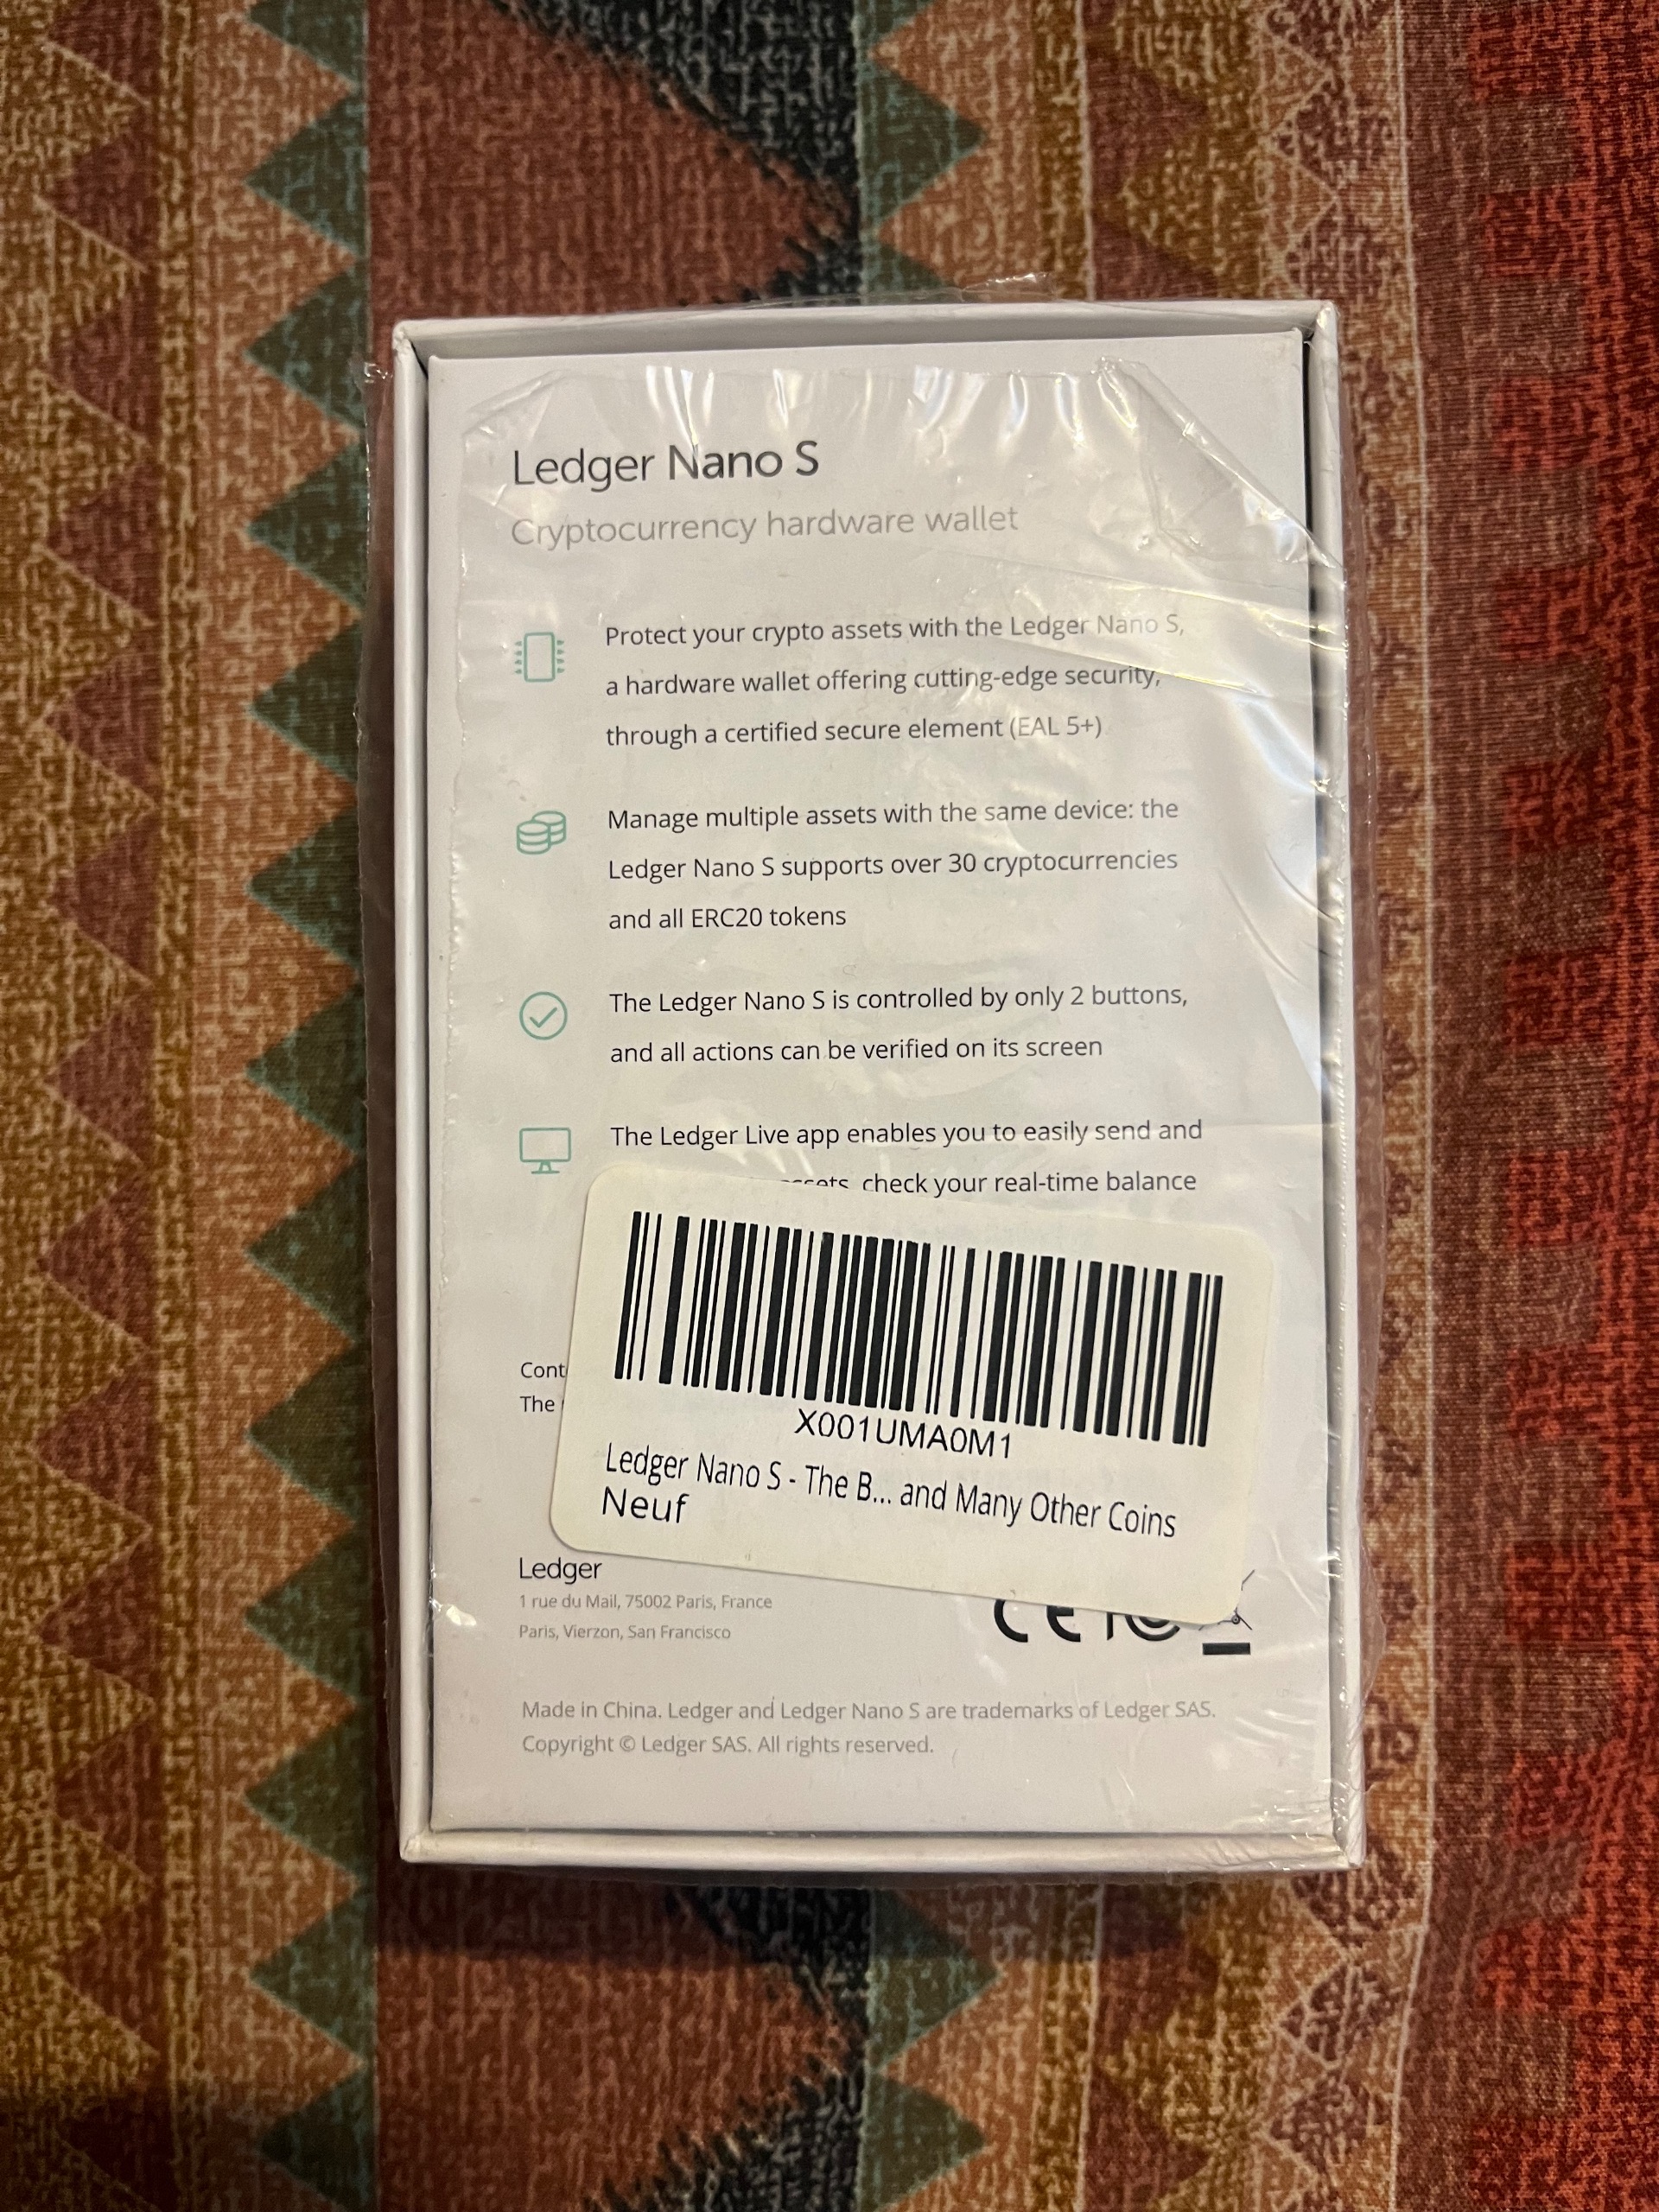 Ledger Nano S
Cryptocurrency hardware wallet
Protect your crypto assets with the Ledger Nano S,
a hardware wallet offering cutting-edge security,
through a certified secure element (EAL 5+)
Manage multiple assets with the same device: the
Ledger Nano S supports over 30 cryptocurrencies
and all ERC20 tokens
The Ledger Nano S is controlled by only 2 buttons,
and all actions can be verified on its screen
The Ledger Live app enables you to easily send and
check your real-time balance
Cont
The
X001UMA0M1
Ledger Nano S - The B... and Many Other Coins
Neuf
Ledger
1 rue du Mail, 75002 Paris, France
Paris, Vierzon, San Francisco
CE
Made in China. Ledger and Ledger Nano S are trademarks of Ledger SAS.
Copyright © Ledger SAS. All rights reserved.